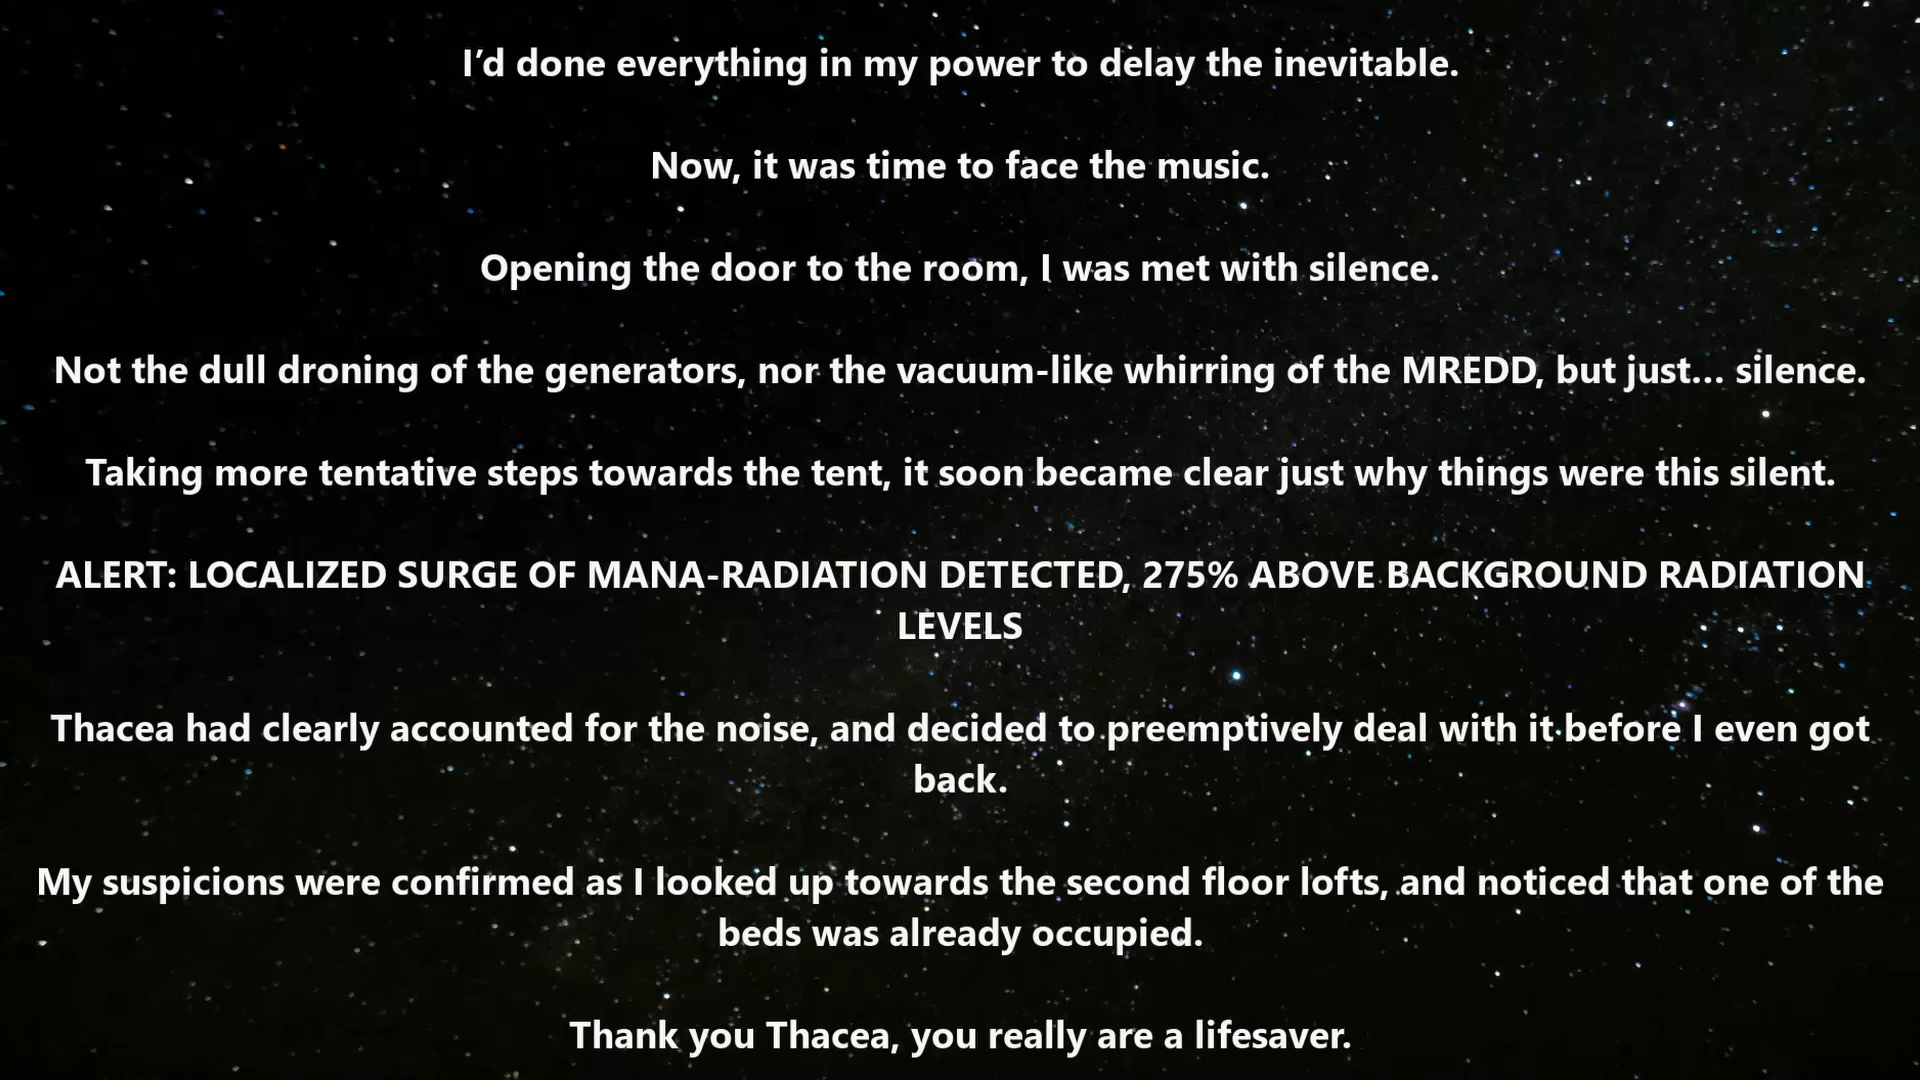 I’d done everything in my power to delay the inevitable.
Now, it was time to face the music.
Opening the door to the room, I was met with silence.
Not the dull droning of the generators, nor the vacuum-like whirring of the MREDD, but just… silence.
Taking more tentative steps towards the tent, it soon became clear just why things were this silent.
ALERT: LOCALIZED SURGE OF MANA-RADIATION DETECTED, 275% ABOVE BACKGROUND RADIATION
LEVELS
Thacea had clearly accounted for the noise, and decided to preemptively deal with it before I even got
back.
My suspicions were confirmed as I looked up towards the second floor lofts, and noticed that one of the
beds was already occupied.
Thank you Thacea, you really are a lifesaver.